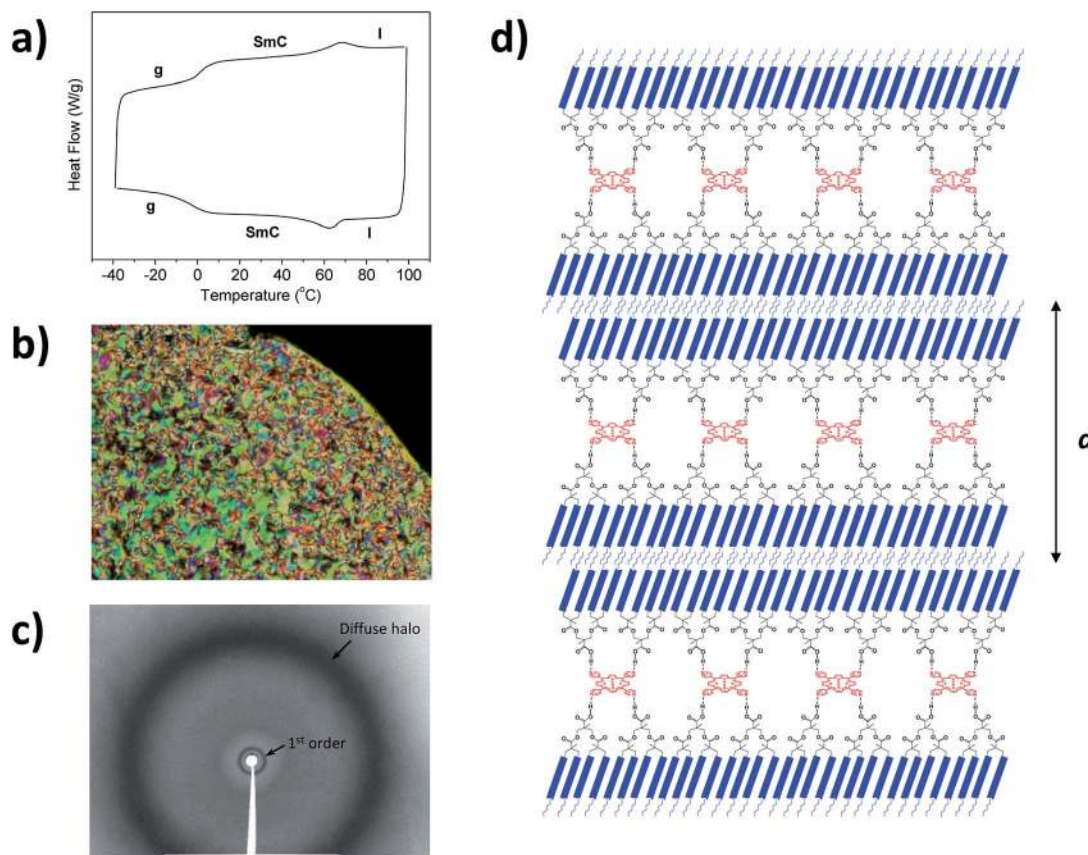 a)
SmC
I
g
Heat Flow (W/g)
g
SmC
I
-40 -20 0 20 40 60 80 100
Temperature (°C)
b)
c)
Diffuse halo
1st order
d)
d